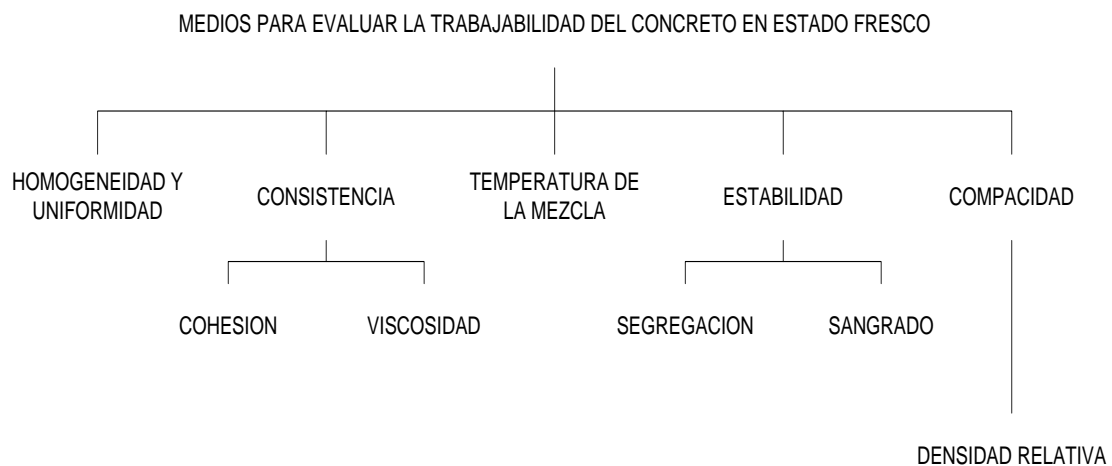 MEDIOS PARA EVALUAR LA TRABAJABILIDAD DEL CONCRETO EN ESTADO FRESCO
HOMOGENEIDAD Y
UNIFORMIDAD
CONSISTENCIA
TEMPERATURA DE
LA MEZCLA
ESTABILIDAD
COMPACIDAD
COHESION
VISCOSIDAD
SEGREGACION
SANGRADO
DENSIDAD RELATIVA